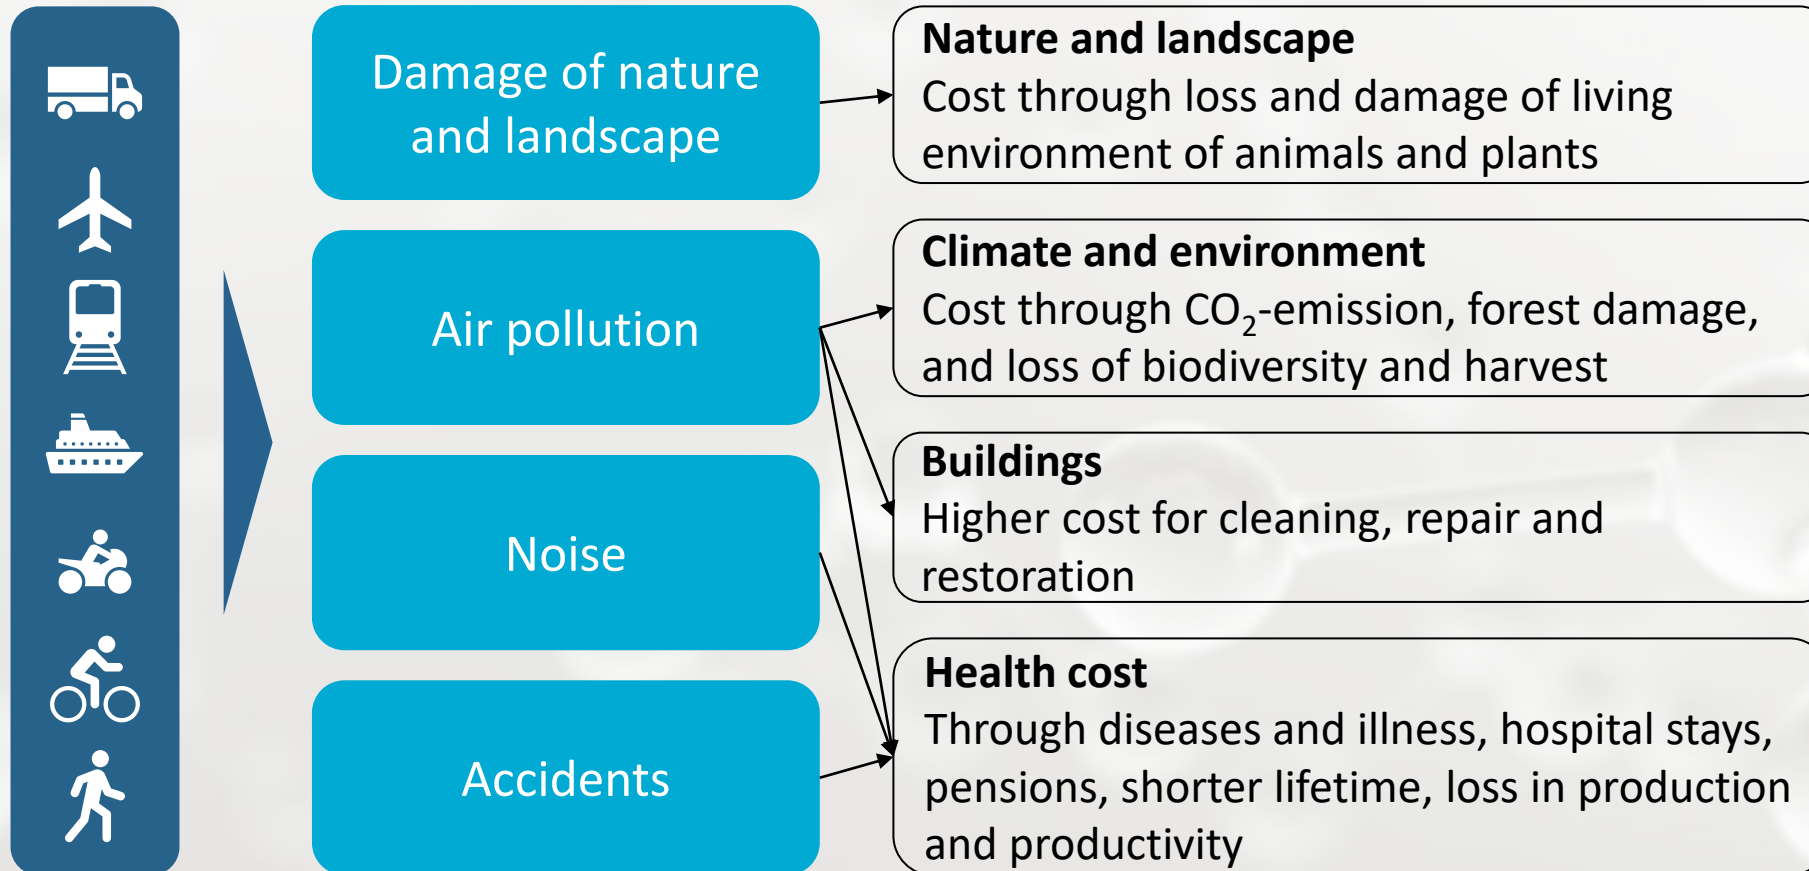 Damage of nature
and landscape
Air pollution
Noise
Accidents
Nature and landscape
Cost through loss and damage of living
environment of animals and plants
Climate and environment
Cost through CO₂-emission, forest damage,
and loss of biodiversity and harvest
Buildings
Higher cost for cleaning, repair and
restoration
Health cost
Through diseases and illness, hospital stays,
pensions, shorter lifetime, loss in production
and productivity